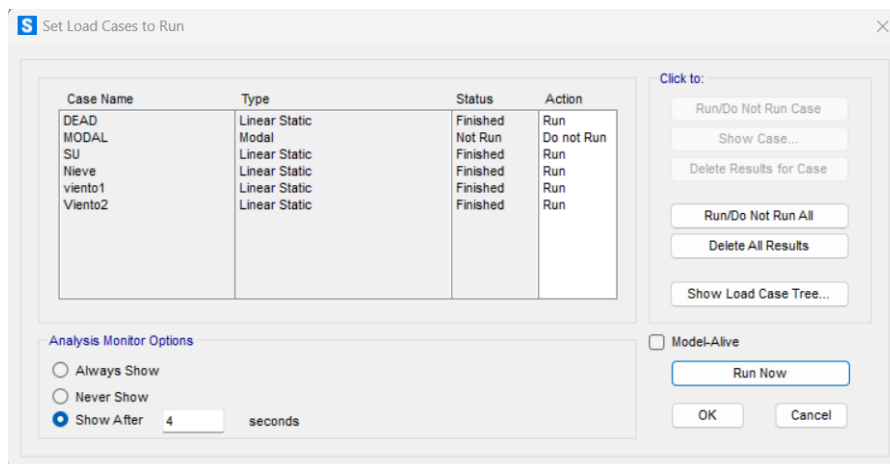 S Set Load Cases to Run
Click to:
Case Name Type Status Action
DEAD Linear Static Finished Run
MODAL Modal Not Run Do not Run
SU Linear Static Finished Run
Nieve Linear Static Finished Run
viento1 Linear Static Finished Run
Viento2 Linear Static Finished Run
Run/Do Not Run Case
Show Case...
Delete Results for Case
Run/Do Not Run All
Delete All Results
Show Load Case Tree...
Analysis Monitor Options
Always Show
Never Show
Show After 4 seconds
Model-Alive
Run Now
OK Cancel